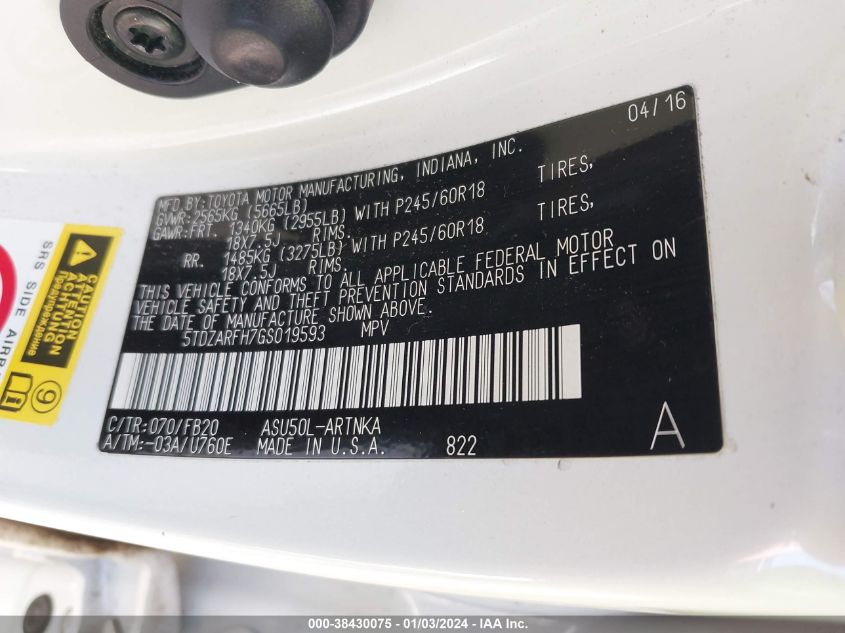 04/16
MFD.BY:TOYOTA MOTOR MANUFACTURING, INDIANA, INC.
GVWR:2565KG (5665LB)
GAWR:FRT. 1340KG (2955LB) WITH P245/60R18 TIRES,
18X7.5J RIMS.
RR. 1485KG (3275LB) WITH P245/60R18 TIRES,
18X7.5J RIMS.
THIS VEHICLE CONFORMS TO ALL APPLICABLE FEDERAL MOTOR
VEHICLE SAFETY AND THEFT PREVENTION STANDARDS IN EFFECT ON
THE DATE OF MANUFACTURE SHOWN ABOVE.
5TDZARFH7GS019593 MPV
C/TR:070/FB20 ASU50L-ARTNKA
A/TM:-03A/U760E MADE IN U.S.A. 822
A
SRS SIDE AIRB
CAUTION
ATTENTION
ACHTUNG
Предупреждение
9
000-38430075 - 01/03/2024 - IAA Inc.